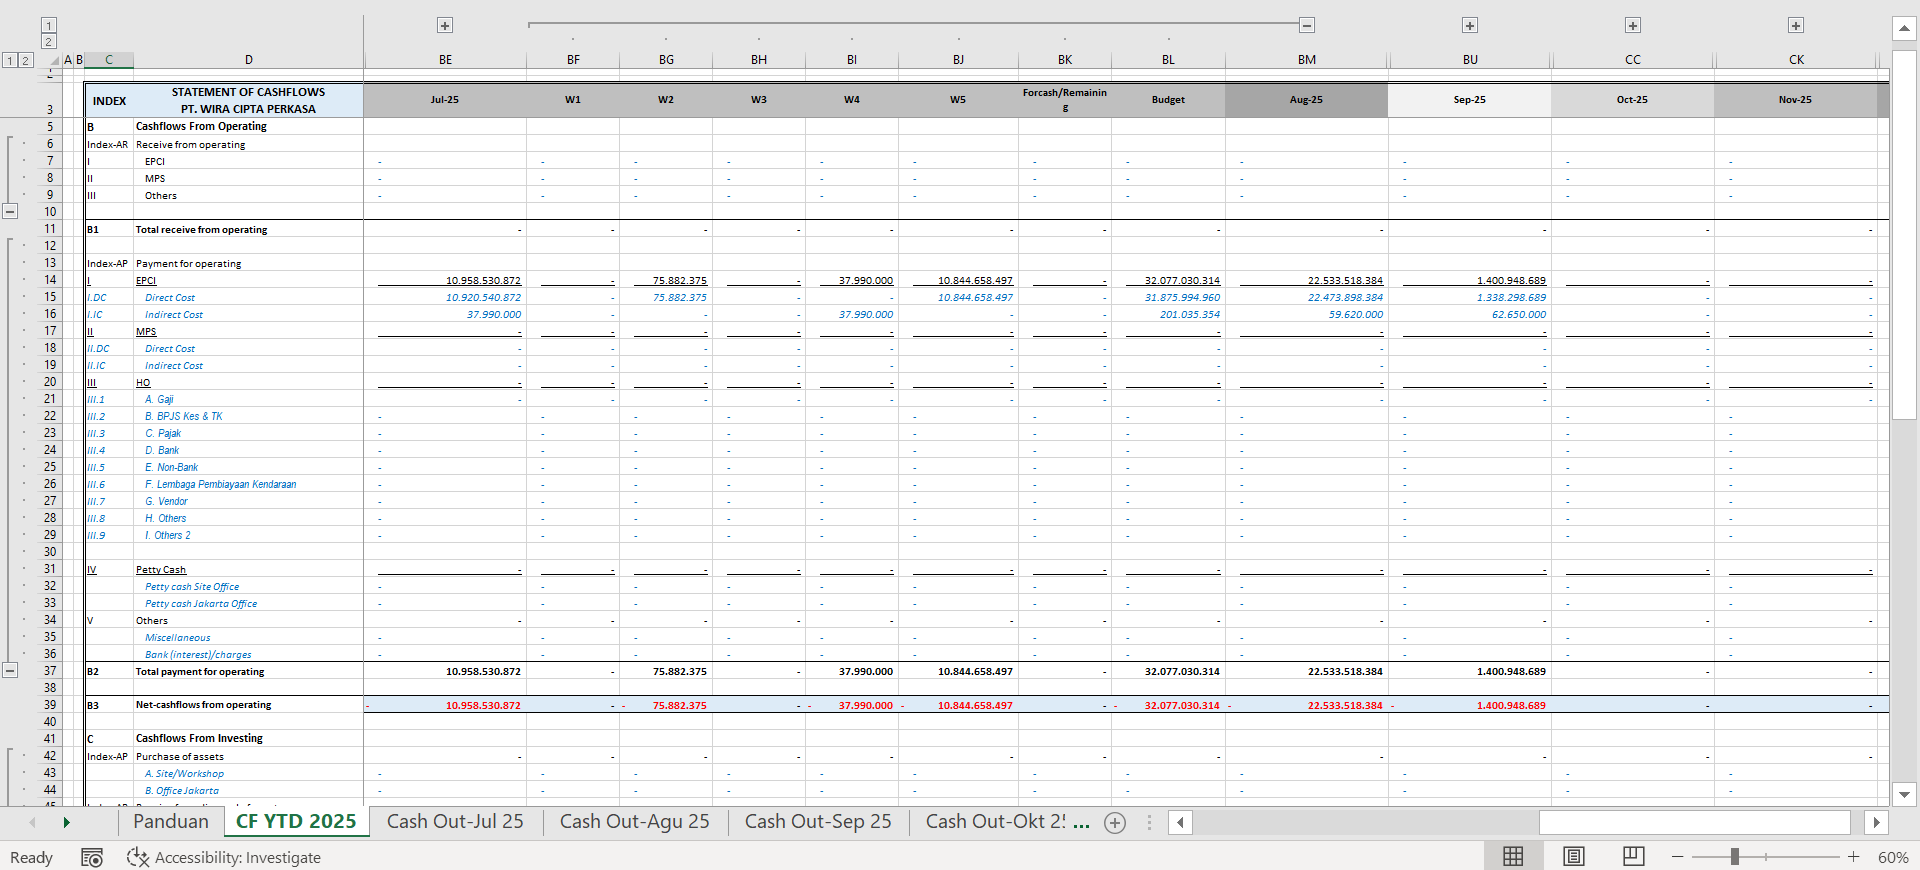 1
2
1 2 A B C D BE BF BG BH BI BJ BK BL BM BU CC CK
3 INDEX STATEMENT OF CASHFLOWS PT. WIRA CIPTA PERKASA Jul-25 W1 W2 W3 W4 W5 Forcash/Remaining Budget Aug-25 Sep-25 Oct-25 Nov-25
5 B Cashflows From Operating
6 Index-AR Receive from operating
7 I EPCI - - - - - - - - - - - -
8 II MPS - - - - - - - - - - - -
9 III Others - - - - - - - - - - - -
10
11 B1 Total receive from operating - - - - - - - - - - - -
12
13 Index-AP Payment for operating
14 I EPCI 10.958.530.872 - 75.882.375 - 37.990.000 10.844.658.497 - 32.077.030.314 22.533.518.384 1.400.948.689 - -
15 I.DC Direct Cost 10.920.540.872 - 75.882.375 - - 10.844.658.497 - 31.875.994.960 22.473.898.384 1.338.298.689 - -
16 I.IC Indirect Cost 37.990.000 - - - 37.990.000 - - 201.035.354 59.620.000 62.650.000 - -
17 II MPS - - - - - - - - - - - -
18 II.DC Direct Cost - - - - - - - - - - - -
19 II.IC Indirect Cost - - - - - - - - - - - -
20 III HO - - - - - - - - - - - -
21 III.1 A. Gaji - - - - - - - - - - - -
22 III.2 B. BPJS Kes & TK - - - - - - - - - - - -
23 III.3 C. Pajak - - - - - - - - - - - -
24 III.4 D. Bank - - - - - - - - - - - -
25 III.5 E. Non-Bank - - - - - - - - - - - -
26 III.6 F. Lembaga Pembiayaan Kendaraan - - - - - - - - - - - -
27 III.7 G. Vendor - - - - - - - - - - - -
28 III.8 H. Others - - - - - - - - - - - -
29 III.9 I. Others 2 - - - - - - - - - - - -
30
31 IV Petty Cash - - - - - - - - - - - -
32 Petty cash Site Office - - - - - - - - - - - -
33 Petty cash Jakarta Office - - - - - - - - - - - -
34 V Others - - - - - - - - - - - -
35 Miscellaneous - - - - - - - - - - - -
36 Bank (interest)/charges - - - - - - - - - - - -
37 B2 Total payment for operating 10.958.530.872 - 75.882.375 - 37.990.000 10.844.658.497 - 32.077.030.314 22.533.518.384 1.400.948.689 - -
38
39 B3 Net-cashflows from operating - 10.958.530.872 - - 75.882.375 - - 37.990.000 - 10.844.658.497 - - 32.077.030.314 - 22.533.518.384 - 1.400.948.689 - -
40
41 C Cashflows From Investing
42 Index-AP Purchase of assets - - - - - - - - - - - -
43 A. Site/Workshop - - - - - - - - - - - -
44 B. Office Jakarta - - - - - - - - - - - -
Panduan CF YTD 2025 Cash Out-Jul 25 Cash Out-Agu 25 Cash Out-Sep 25 Cash Out-Okt 2! ...
Ready Accessibility: Investigate 60%